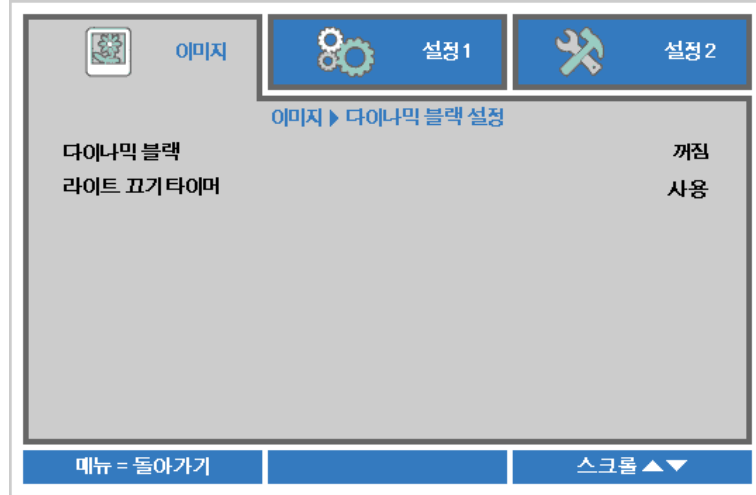 이미지
설정 1
설정 2
이미지 ▶ 다이나믹 블랙 설정
다이나믹 블랙 꺼짐
라이트 끄기 타이머 사용
메뉴 = 돌아가기
스크롤 ▲▼